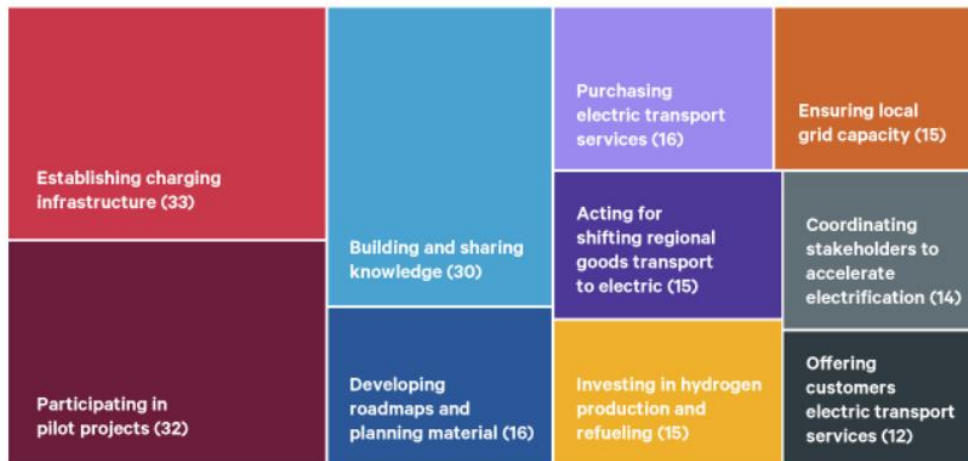 Establishing charging
infrastructure (33)
Participating in
pilot projects (32)
Building and sharing
knowledge (30)
Developing
roadmaps and
planning material (16)
Purchasing
electric transport
services (16)
Ensuring local
grid capacity (15)
Acting for
shifting regional
goods transport
to electric (15)
Coordinating
stakeholders to
accelerate
electrification (14)
Investing in hydrogen
production and
refueling (15)
Offering
customers
electric transport
services (12)